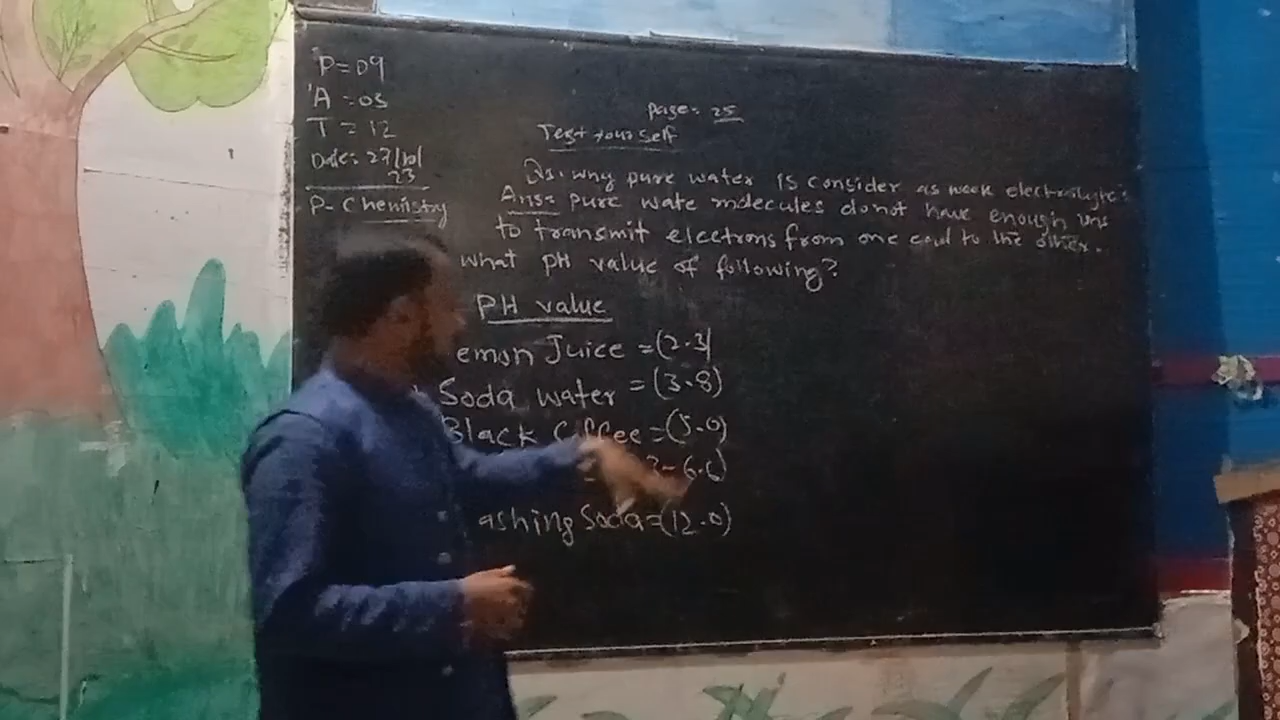 P=09
A=03
T=12
Date: 27/10/
23
P-Chemistry
Page: 25
Test yourself
Q1. why pure water is consider as weak electrolyte?
Ans= pure wate molecules donot have enough ions
to transmit electrons from one end to the other.
what pH value of following?
PH value
emon Juice =(2.3)
Soda water =(3.8)
Black Coffee =(5.0)
-6.6)
ashing Soda=(12.0)